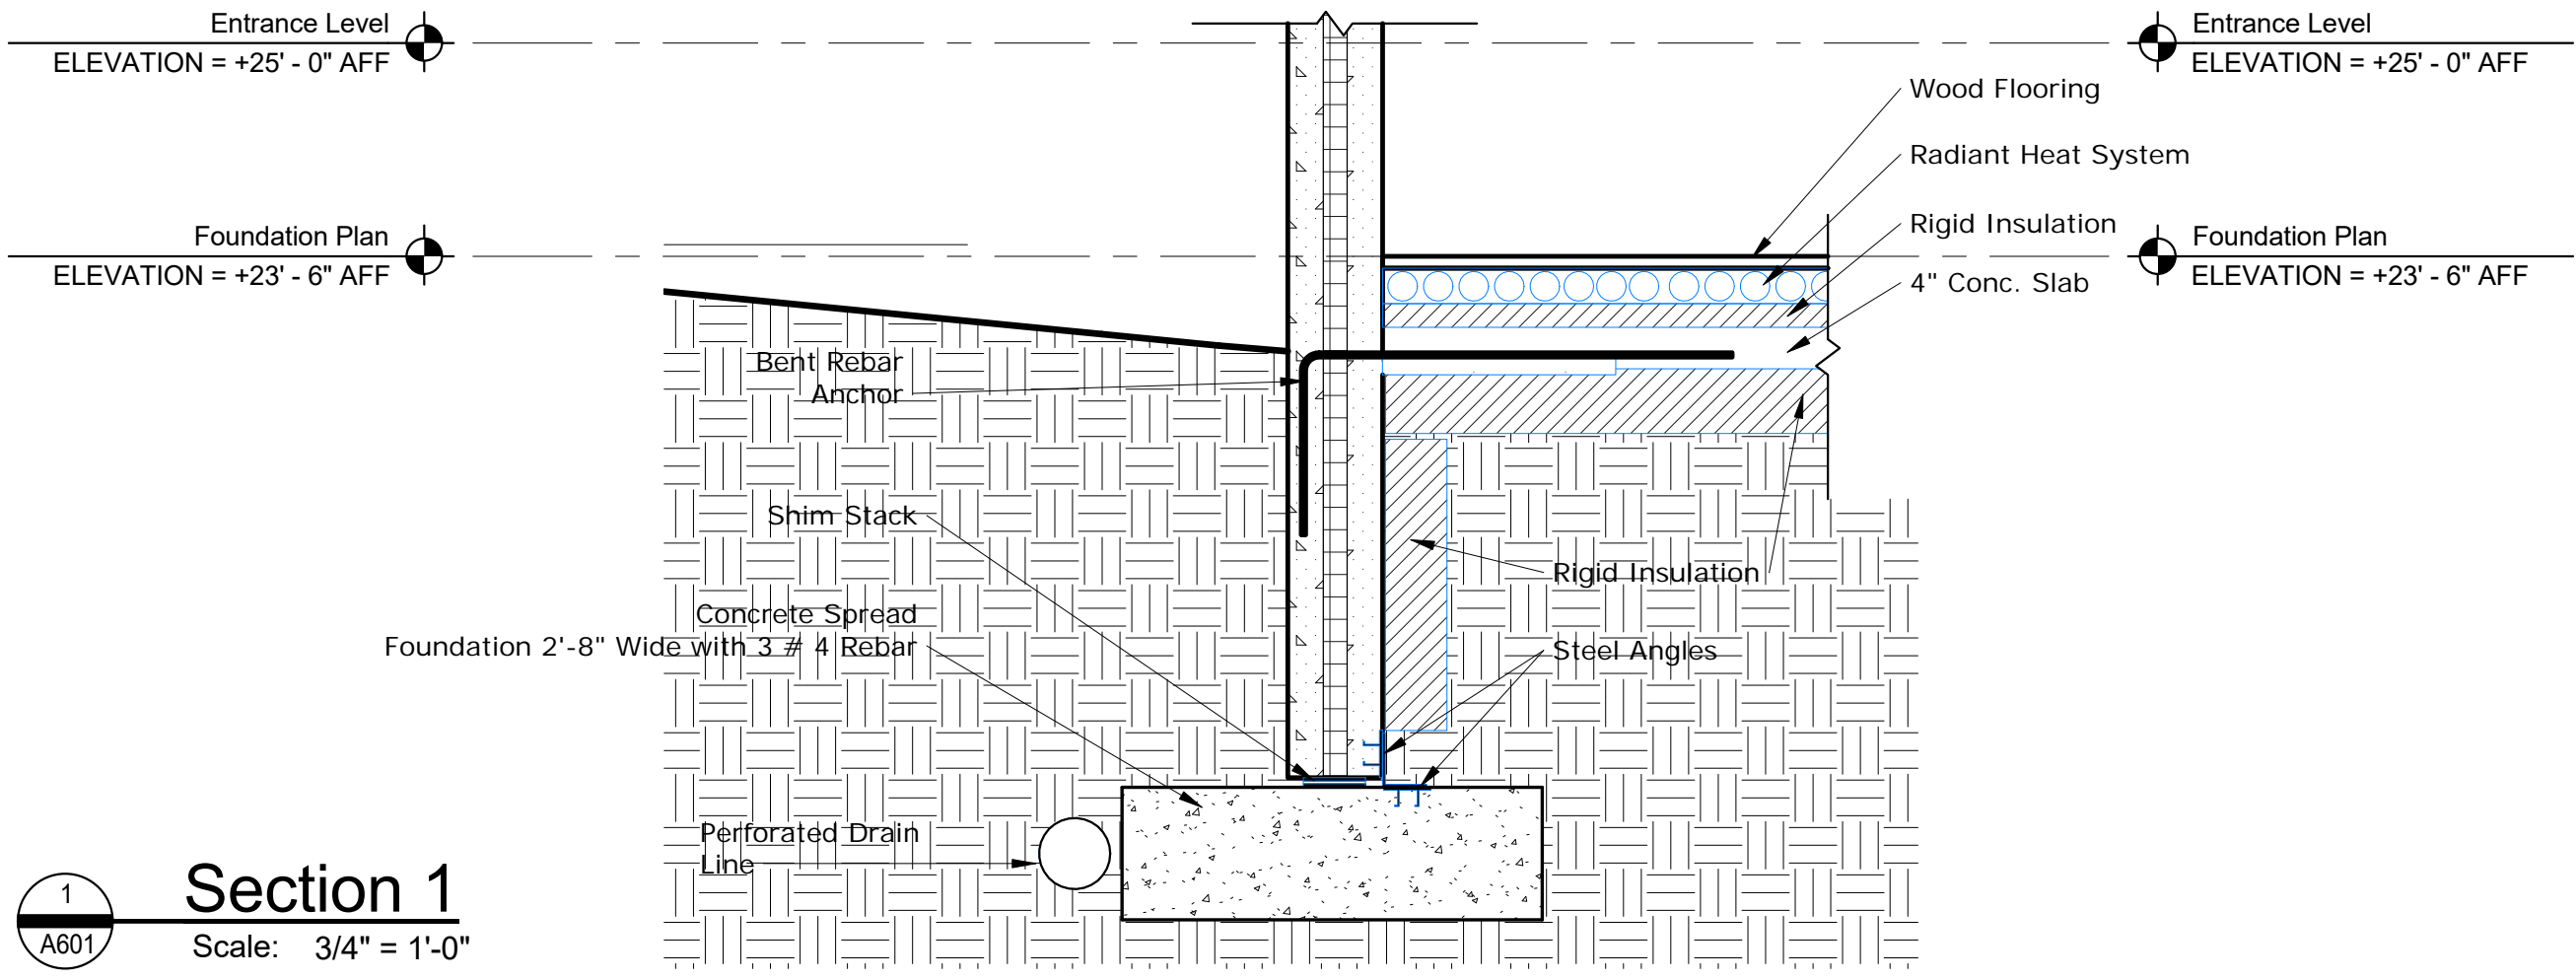 Entrance Level
ELEVATION = +25' - 0" AFF
Entrance Level
ELEVATION = +25' - 0" AFF
Wood Flooring
Radiant Heat System
Rigid Insulation
4" Conc. Slab
Foundation Plan
ELEVATION = +23' - 6" AFF
Foundation Plan
ELEVATION = +23' - 6" AFF
Bent Rebar
Anchor
Shim Stack
Rigid Insulation
Concrete Spread
Foundation 2'-8" Wide with 3 # 4 Rebar
Steel Angles
Perforated Drain
Line
1
A601
Section 1
Scale: 3/4" = 1'-0"